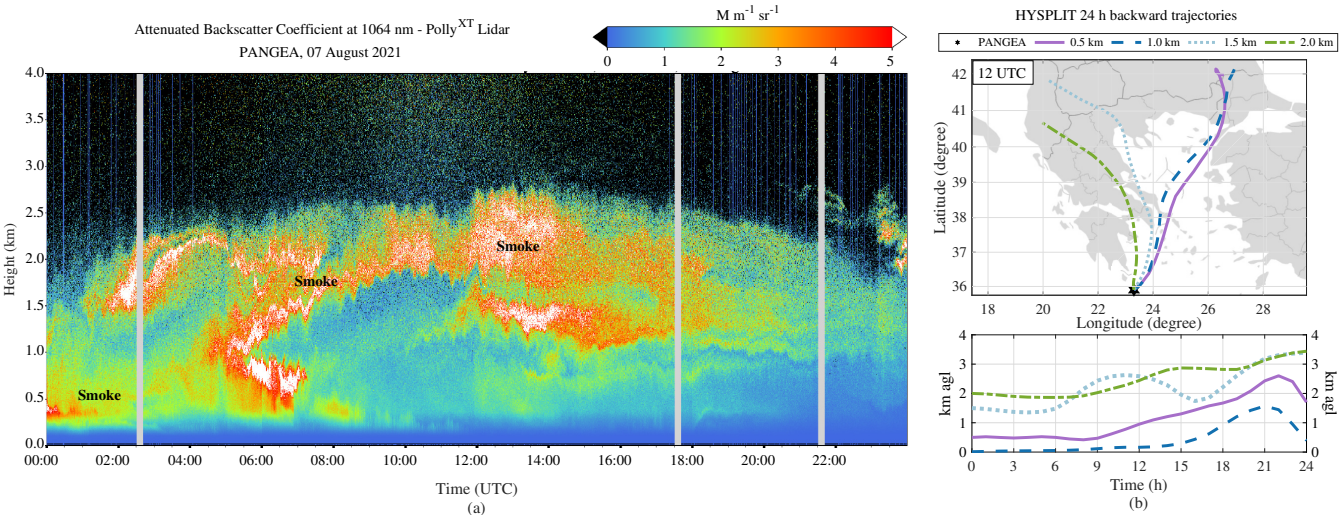 Attenuated Backscatter Coefficient at 1064 nm - Polly^XT Lidar
PANGEA, 07 August 2021
M m^-1 sr^-1
0 1 2 3 4 5
4.0
3.5
3.0
2.5
2.0
1.5
1.0
0.5
0.0
Height (km)
Smoke
Smoke
Smoke
00:00 02:00 04:00 06:00 08:00 10:00 12:00 14:00 16:00 18:00 20:00 22:00
Time (UTC)
(a)
HYSPLIT 24 h backward trajectories
PANGEA 0.5 km 1.0 km 1.5 km 2.0 km
12 UTC
42
41
40
39
38
37
36
Latitude (degree)
18 20 22 24 26 28
Longitude (degree)
4 4
3 3
2 2
1 1
0 0
km agl
km agl
0 3 6 9 12 15 18 21 24
Time (h)
(b)